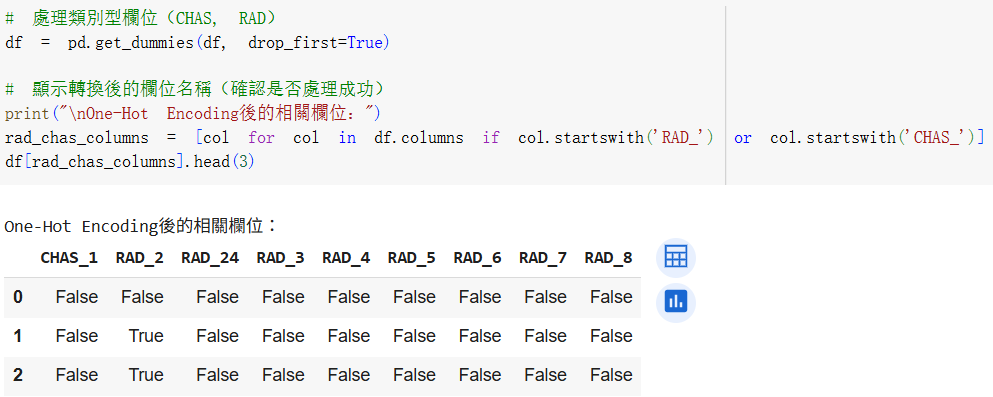 # 處理類別型欄位（CHAS, RAD）
df = pd.get_dummies(df, drop_first=True)
# 顯示轉換後的欄位名稱（確認是否處理成功）
print("\nOne-Hot Encoding後的相關欄位：")
rad_chas_columns = [col for col in df.columns if col.startswith('RAD_') or col.startswith('CHAS_')]
df[rad_chas_columns].head(3)
One-Hot Encoding後的相關欄位：
CHAS_1 RAD_2 RAD_24 RAD_3 RAD_4 RAD_5 RAD_6 RAD_7 RAD_8
0 False False False False False False False False False
1 False True False False False False False False False
2 False True False False False False False False False